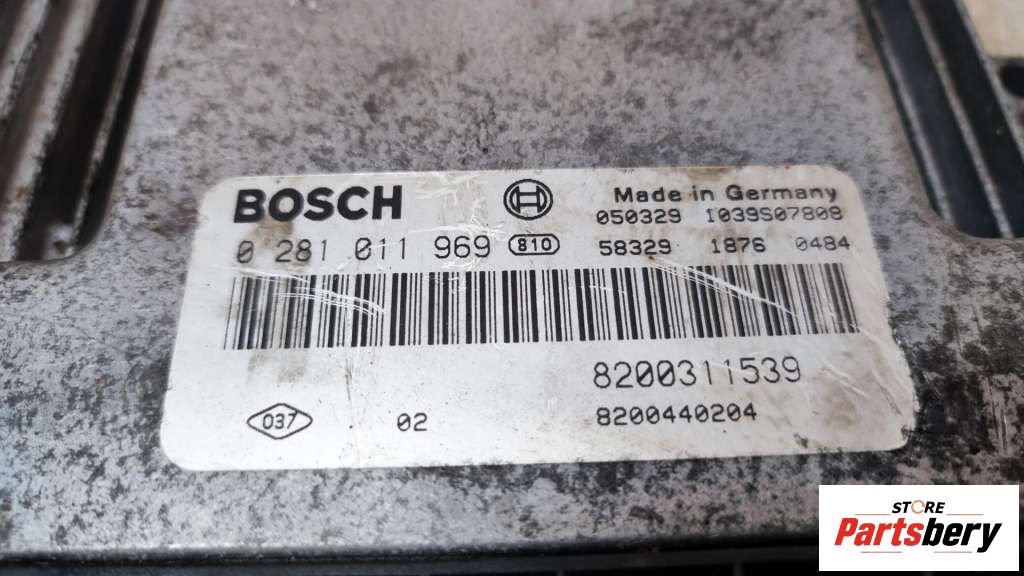 BOSCH
Made in Germany
050329 1039S07809
0 281 011 969 810 58329 1876 0484
8200311539
037 02 8200440204
STORE
Partsbery